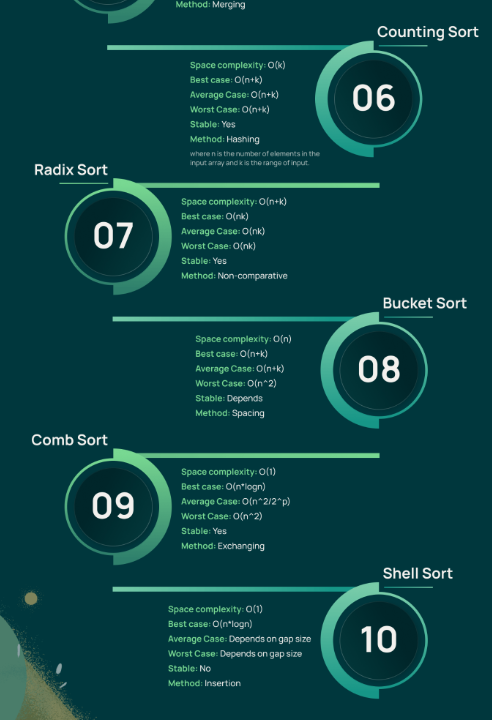 Method: Merging
Counting Sort
Space complexity: O(k)
Best case: O(n+k)
Average Case: O(n+k)
Worst Case: O(n+k)
Stable: Yes
Method: Hashing
where n is the number of elements in the
input array and k is the range of input.
06
Radix Sort
07
Space complexity: O(n+k)
Best case: O(nk)
Average Case: O(nk)
Worst Case: O(nk)
Stable: Yes
Method: Non-comparative
Bucket Sort
Space complexity: O(n)
Best case: O(n+k)
Average Case: O(n+k)
Worst Case: O(n^2)
Stable: Depends
Method: Spacing
08
Comb Sort
09
Space complexity: O(1)
Best case: O(n*logn)
Average Case: O(n^2/2^p)
Worst Case: O(n^2)
Stable: Yes
Method: Exchanging
Shell Sort
Space complexity: O(1)
Best case: O(n*logn)
Average Case: Depends on gap size
Worst Case: Depends on gap size
Stable: No
Method: Insertion
10